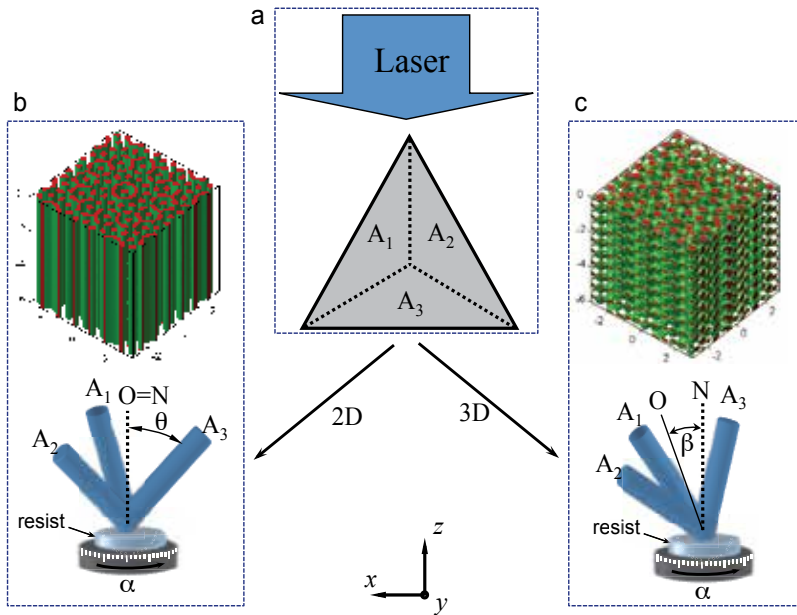 a
Laser
A1 A2
A3
2D
3D
b
A1 O=N
θ
A2
A3
resist
α
c
0
-2
-4
-6
-2
0
2
-2
0
2
N
O
A1
A3
β
A2
resist
α
z
x
y